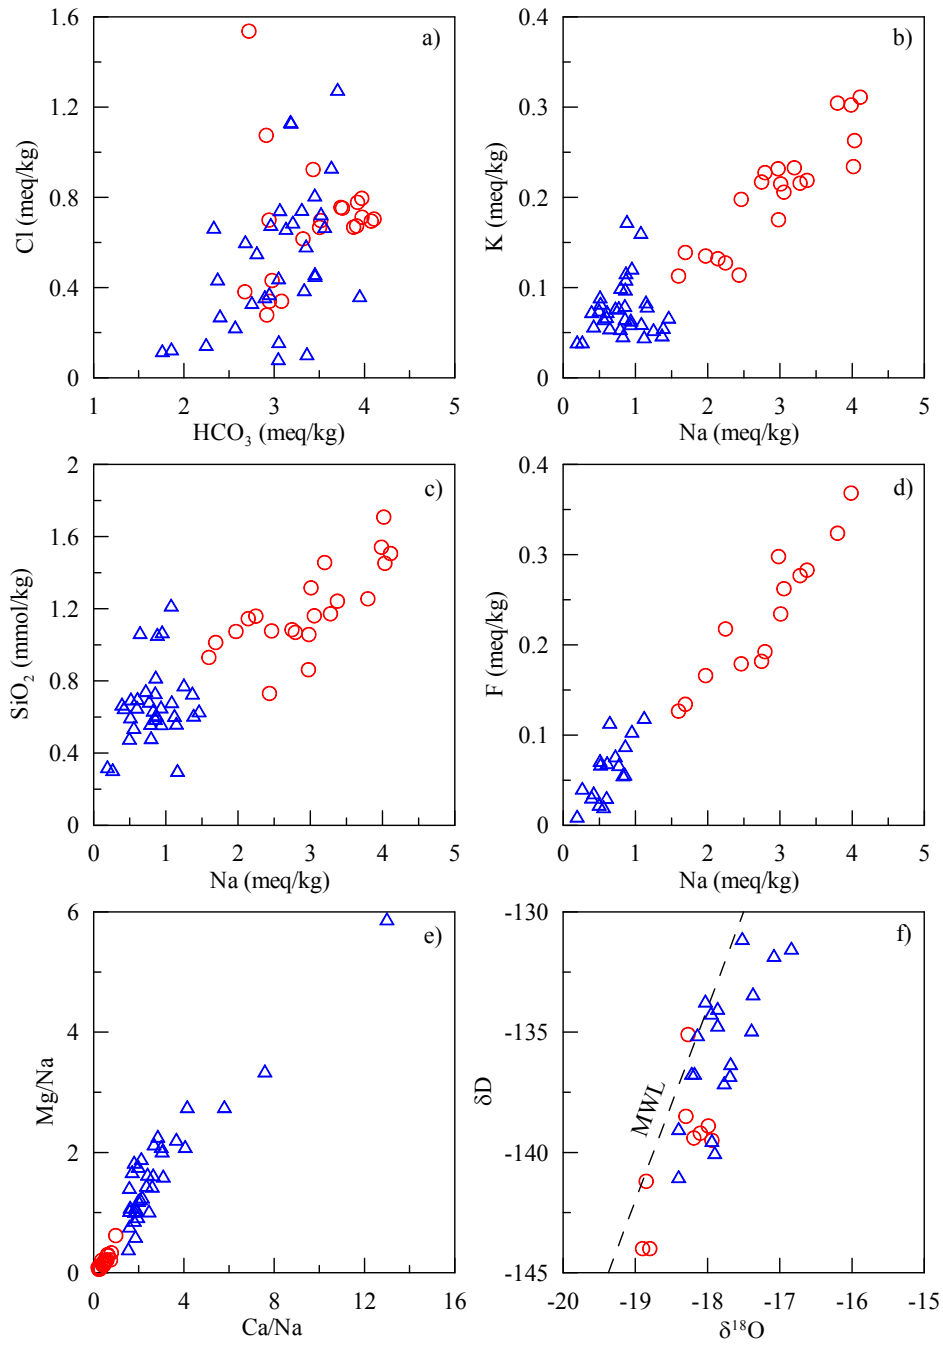 1.6
1.2
0.8
0.4
0
Cl (meq/kg)
a)
1 2 3 4 5
HCO₃ (meq/kg)
0.4
0.3
0.2
0.1
0
K (meq/kg)
b)
0 1 2 3 4 5
Na (meq/kg)
2
1.6
1.2
0.8
0.4
0
SiO₂ (mmol/kg)
c)
0 1 2 3 4 5
Na (meq/kg)
0.4
0.3
0.2
0.1
0
F (meq/kg)
d)
0 1 2 3 4 5
Na (meq/kg)
6
4
2
0
Mg/Na
e)
0 4 8 12 16
Ca/Na
-130
-135
-140
-145
δD
f)
MWL
-20 -19 -18 -17 -16 -15
δ¹⁸O